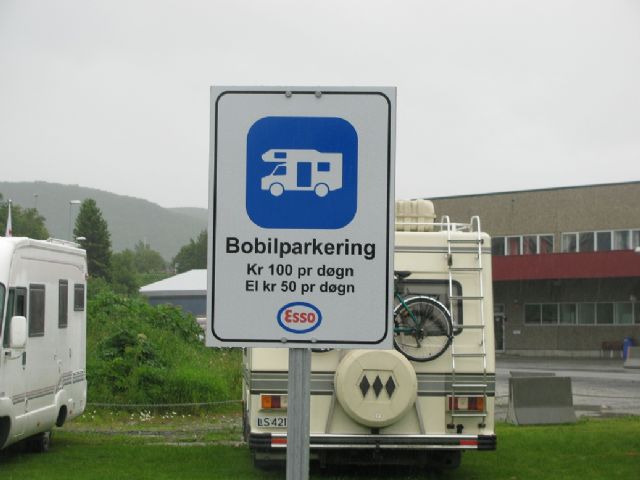 Bobilparkering
Kr 100 pr døgn
El kr 50 pr døgn
Esso